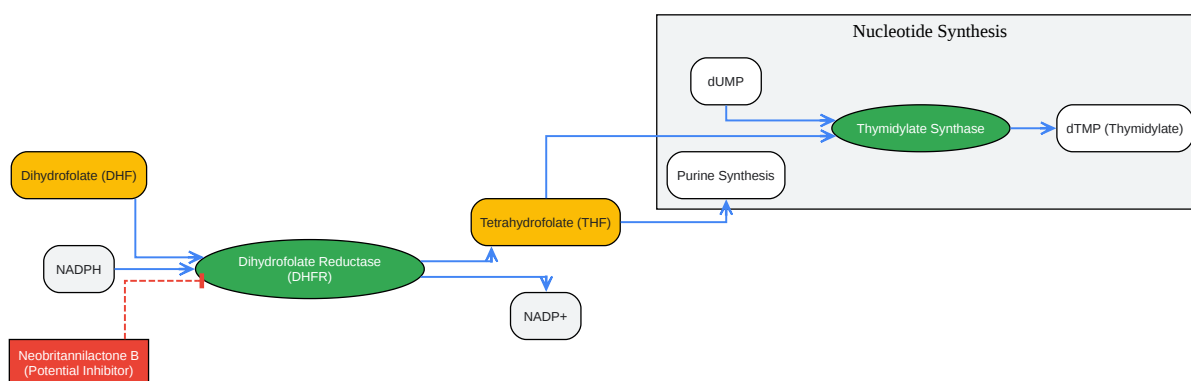 Nucleotide Synthesis
dUMP
Thymidylate Synthase
dTMP (Thymidylate)
Dihydrofolate (DHF)
Purine Synthesis
Tetrahydrofolate (THF)
NADPH
Dihydrofolate Reductase
(DHFR)
NADP+
Neobritannilactone B
(Potential Inhibitor)